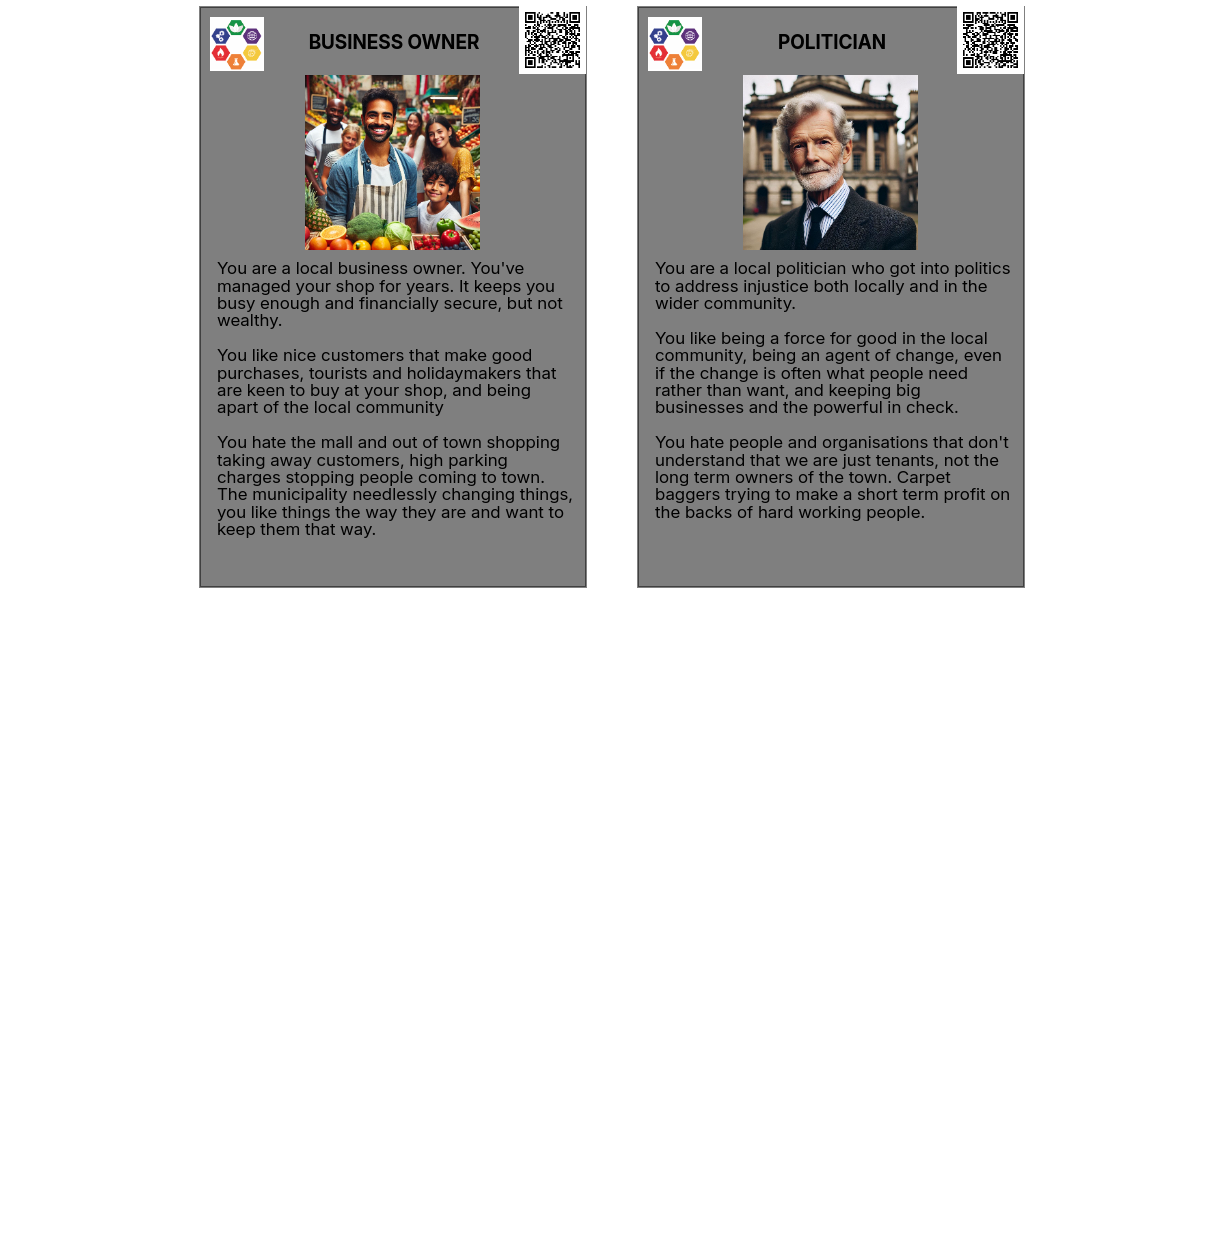 BUSINESS OWNER
You are a local business owner. You've
managed your shop for years. It keeps you
busy enough and financially secure, but not
wealthy.
You like nice customers that make good
purchases, tourists and holidaymakers that
are keen to buy at your shop, and being
apart of the local community
You hate the mall and out of town shopping
taking away customers, high parking
charges stopping people coming to town.
The municipality needlessly changing things,
you like things the way they are and want to
keep them that way.
POLITICIAN
You are a local politician who got into politics
to address injustice both locally and in the
wider community.
You like being a force for good in the local
community, being an agent of change, even
if the change is often what people need
rather than want, and keeping big
businesses and the powerful in check.
You hate people and organisations that don't
understand that we are just tenants, not the
long term owners of the town. Carpet
baggers trying to make a short term profit on
the backs of hard working people.